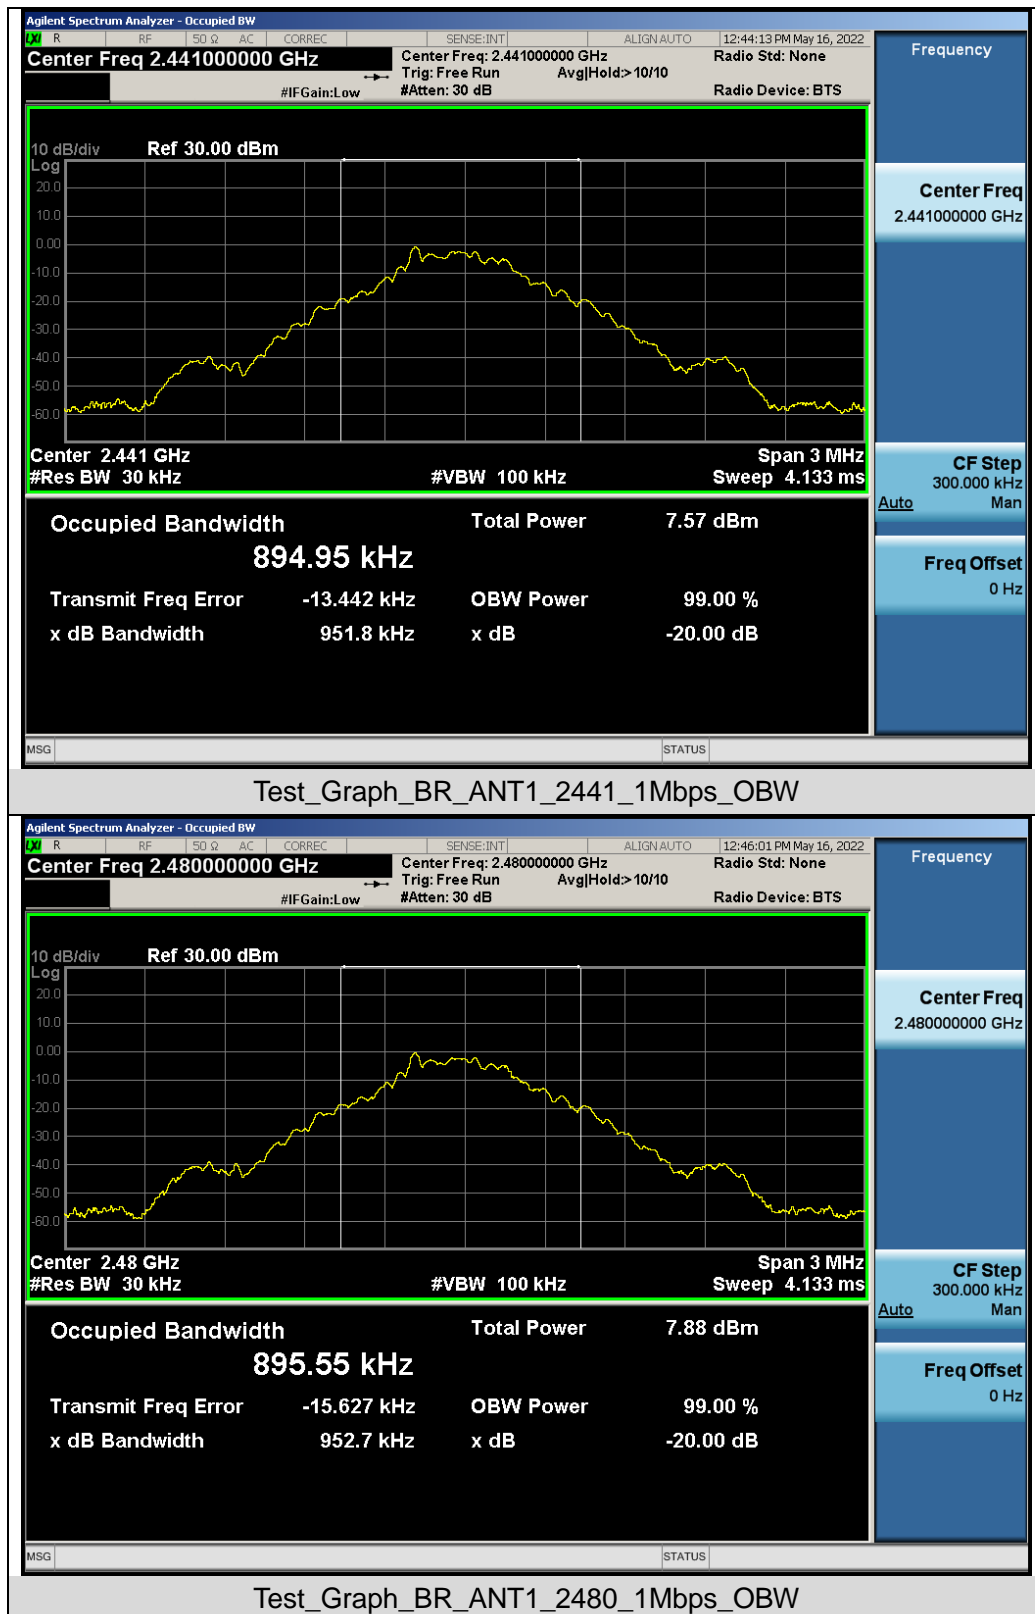 Agilent Spectrum Analyzer - Occupied BW
LXI R RF 50 Ω AC CORREC SENSE:INT ALIGN AUTO 12:44:13 PM May 16, 2022
Center Freq 2.441000000 GHz Center Freq: 2.441000000 GHz Radio Std: None
Trig: Free Run Avg|Hold:> 10/10
#IFGain:Low #Atten: 30 dB Radio Device: BTS
Frequency
10 dB/div Ref 30.00 dBm
Log
20.0
10.0
0.00
-10.0
-20.0
-30.0
-40.0
-50.0
-60.0
Center 2.441 GHz Span 3 MHz
#Res BW 30 kHz #VBW 100 kHz Sweep 4.133 ms
Center Freq
2.441000000 GHz
CF Step
300.000 kHz
Auto Man
Freq Offset
0 Hz
Occupied Bandwidth Total Power 7.57 dBm
894.95 kHz
Transmit Freq Error -13.442 kHz OBW Power 99.00 %
x dB Bandwidth 951.8 kHz x dB -20.00 dB
MSG STATUS
Test_Graph_BR_ANT1_2441_1Mbps_OBW
Agilent Spectrum Analyzer - Occupied BW
LXI R RF 50 Ω AC CORREC SENSE:INT ALIGN AUTO 12:46:01 PM May 16, 2022
Center Freq 2.480000000 GHz Center Freq: 2.480000000 GHz Radio Std: None
Trig: Free Run Avg|Hold:> 10/10
#IFGain:Low #Atten: 30 dB Radio Device: BTS
Frequency
10 dB/div Ref 30.00 dBm
Log
20.0
10.0
0.00
-10.0
-20.0
-30.0
-40.0
-50.0
-60.0
Center 2.48 GHz Span 3 MHz
#Res BW 30 kHz #VBW 100 kHz Sweep 4.133 ms
Center Freq
2.480000000 GHz
CF Step
300.000 kHz
Auto Man
Freq Offset
0 Hz
Occupied Bandwidth Total Power 7.88 dBm
895.55 kHz
Transmit Freq Error -15.627 kHz OBW Power 99.00 %
x dB Bandwidth 952.7 kHz x dB -20.00 dB
MSG STATUS
Test_Graph_BR_ANT1_2480_1Mbps_OBW